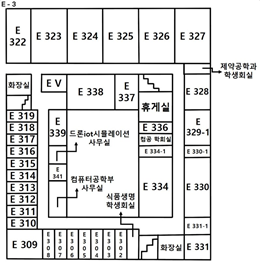 E - 3
E 322
E 323
E 324
E 325
E 326
E 327
제약공학과
학생회실
화장실
E V
E 338
E 337
휴게실
E 328
E 319
E 318
E 317
E 316
E 315
E 314
E 313
E 312
E 311
E 310
E 339
드론iot시뮬레이션
사무실
E 341
컴퓨터공학부
사무실
식품생명
학생회실
E 336
컴공 학회실
E 334-1
E 334
E 329-1
E 330-1
E 330
E 331-1
E 309
E 308
E 307
E 306
E 305
E 304
E 303
E 302
화장실
E 331